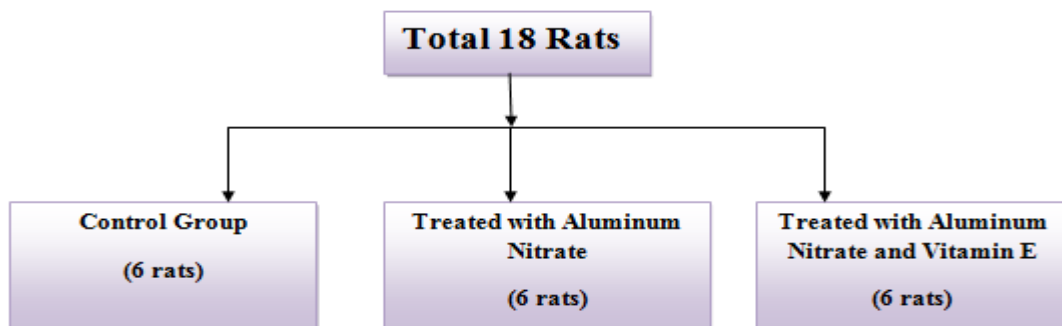 Total 18 Rats
Control Group
(6 rats)
Treated with Aluminum
Nitrate
(6 rats)
Treated with Aluminum
Nitrate and Vitamin E
(6 rats)